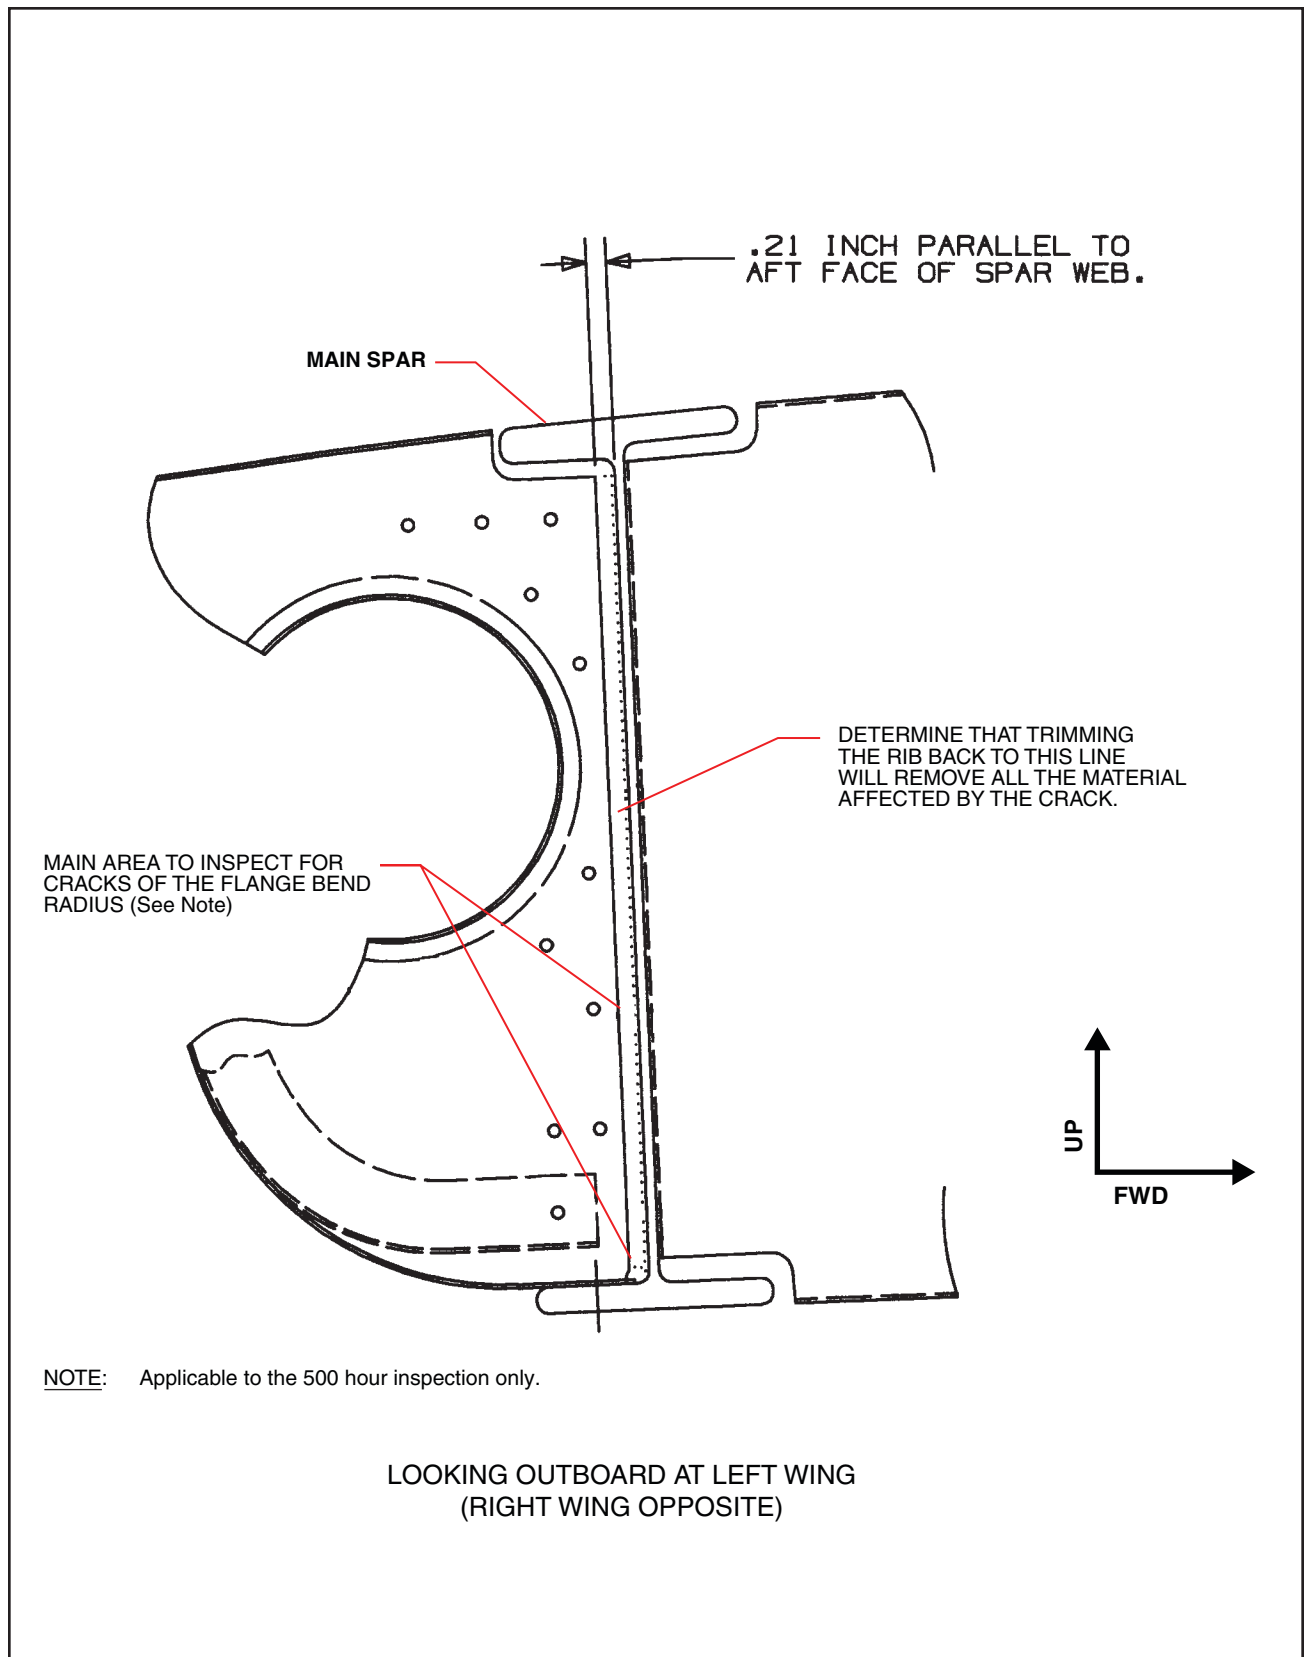 .21 INCH PARALLEL TO
AFT FACE OF SPAR WEB.
MAIN SPAR
DETERMINE THAT TRIMMING
THE RIB BACK TO THIS LINE
WILL REMOVE ALL THE MATERIAL
AFFECTED BY THE CRACK.
MAIN AREA TO INSPECT FOR
CRACKS OF THE FLANGE BEND
RADIUS (See Note)
UP
FWD
NOTE: Applicable to the 500 hour inspection only.
LOOKING OUTBOARD AT LEFT WING
(RIGHT WING OPPOSITE)